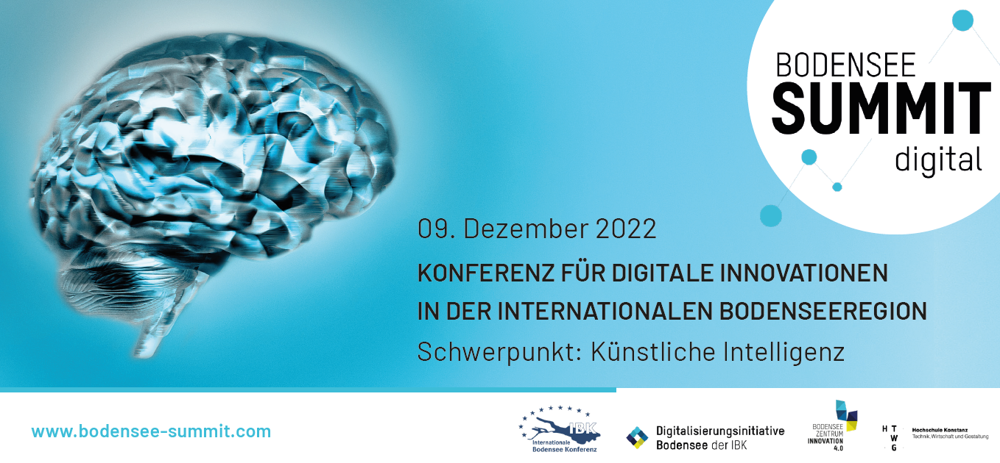 BODENSEE
SUMMIT
digital
09. Dezember 2022
KONFERENZ FÜR DIGITALE INNOVATIONEN
IN DER INTERNATIONALEN BODENSEEREGION
Schwerpunkt: Künstliche Intelligenz
www.bodensee-summit.com
IBK
Internationale
Bodensee Konferenz
Digitalisierungsinitiative
Bodensee der IBK
BODENSEE
ZENTRUM
INNOVATION
4.0
H T
W
G
Hochschule Konstanz
Technik, Wirtschaft und Gestaltung